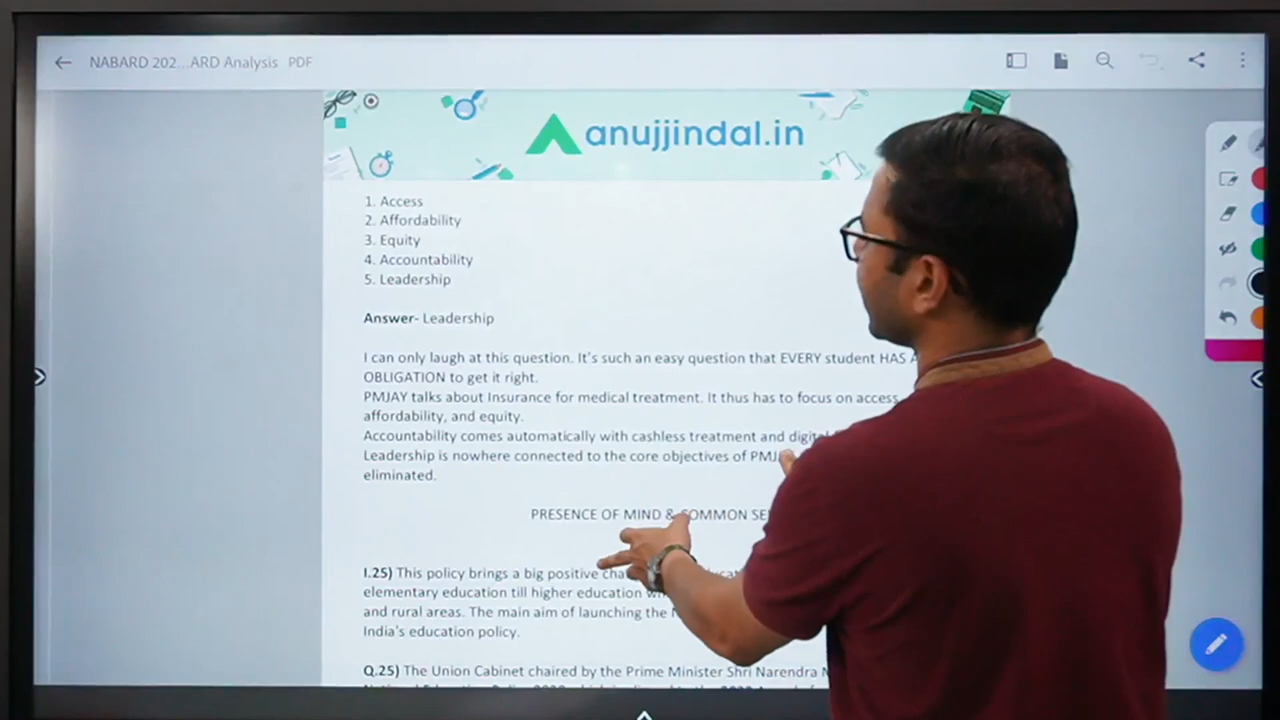 NABARD 202...ARD Analysis PDF
anujjindal.in
1. Access
2. Affordability
3. Equity
4. Accountability
5. Leadership
Answer- Leadership
I can only laugh at this question. It's such an easy question that EVERY student HAS
OBLIGATION to get it right.
PMJAY talks about Insurance for medical treatment. It thus has to focus on access
affordability, and equity.
Accountability comes automatically with cashless treatment and
Leadership is nowhere connected to the core objectives of
eliminated.
PRESENCE OF MIND & COMMON
I.25) This policy brings a big positive
elementary education till higher education
and rural areas. The main aim of launching the
India's education policy.
Q.25) The Union Cabinet chaired by the Prime Minister Shri Narendra